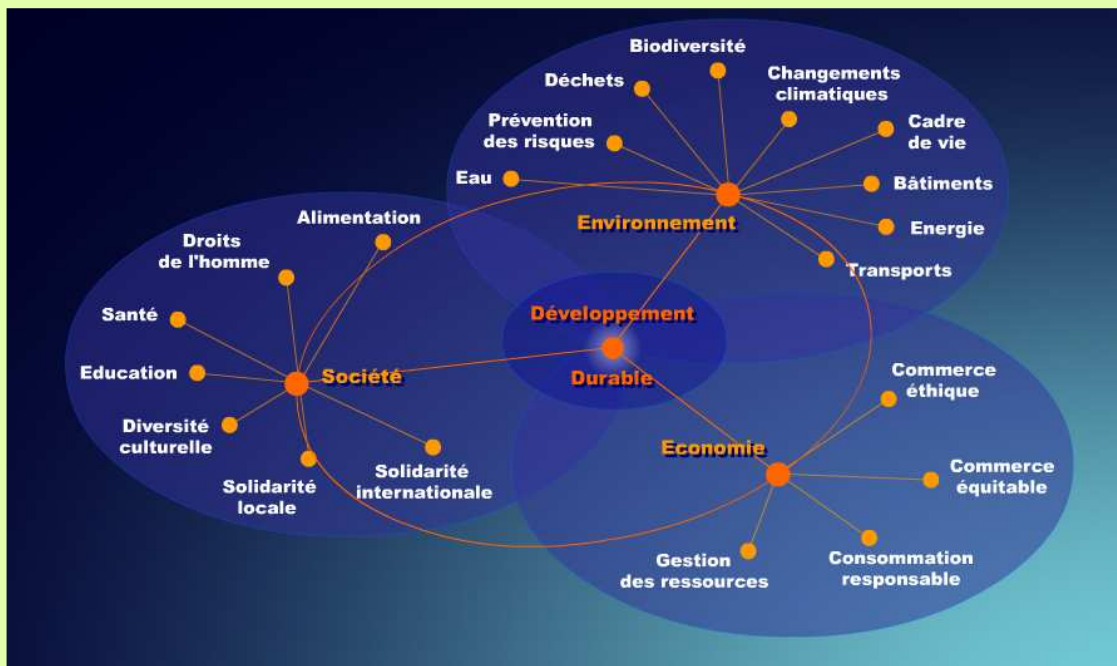 Biodiversité
Déchets
Changements
climatiques
Prévention
des risques
Cadre
de vie
Eau
Bâtiments
Environnement
Energie
Transports
Alimentation
Droits
de l'homme
Santé
Education
Société
Diversité
culturelle
Solidarité
locale
Solidarité
internationale
Développement
Durable
Commerce
éthique
Economie
Commerce
équitable
Gestion
des ressources
Consommation
responsable